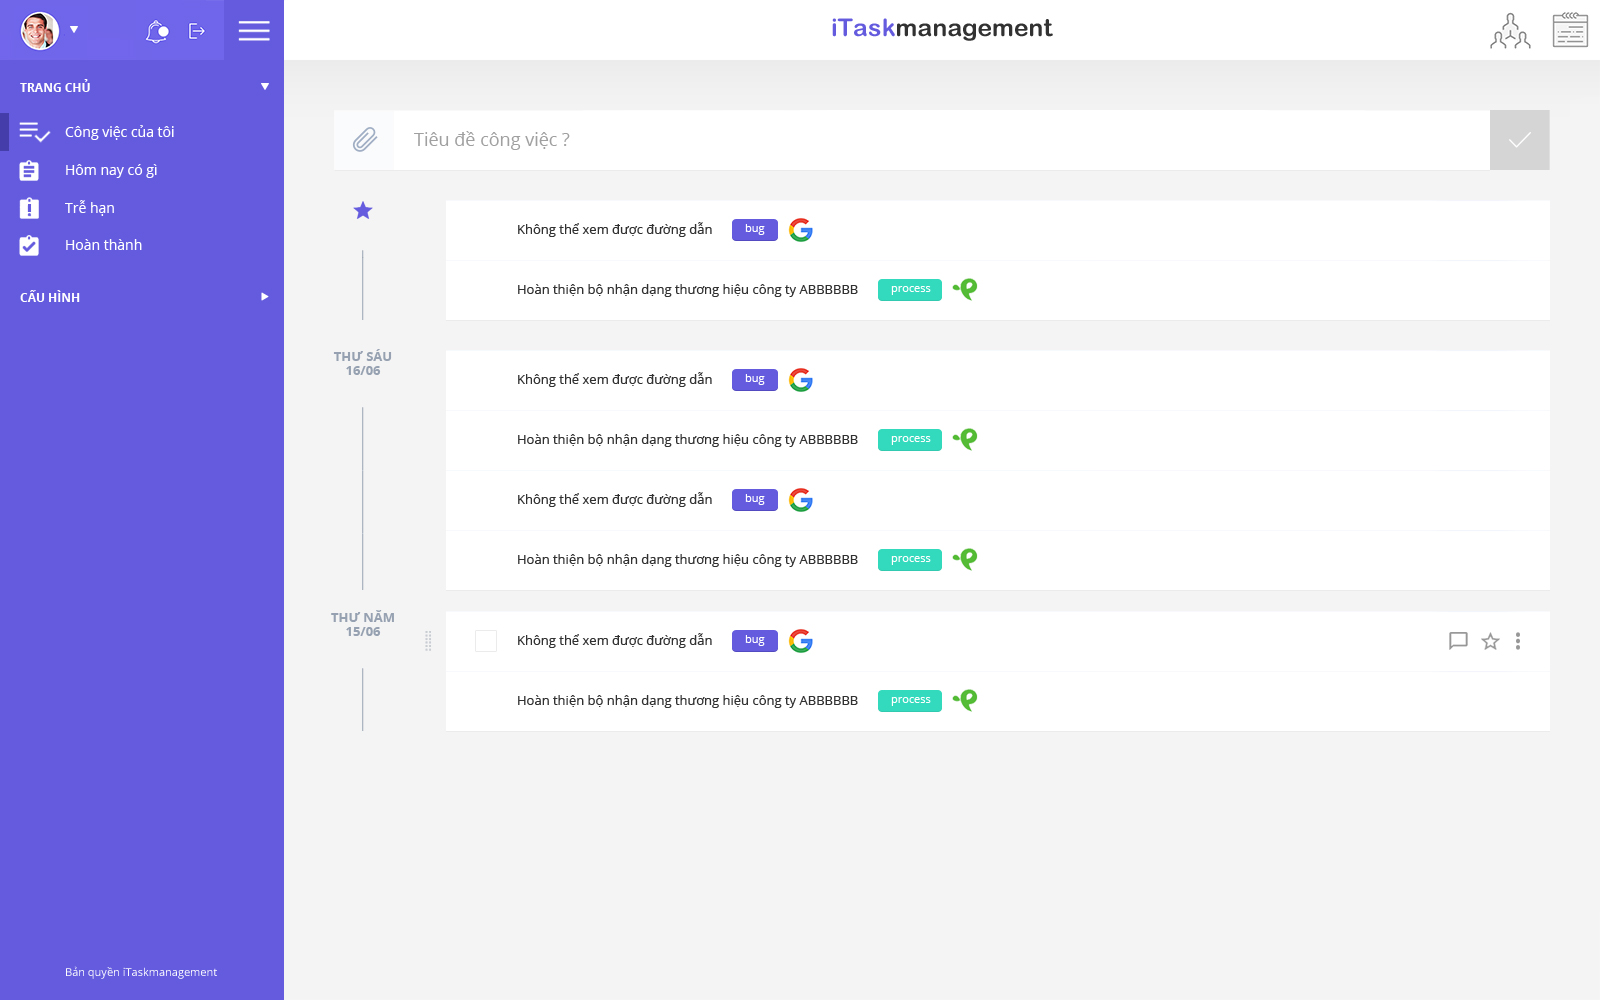 iTaskmanagement
TRANG CHỦ
Công việc của tôi
Hôm nay có gì
Trễ hạn
Hoàn thành
CẤU HÌNH
Bản quyền iTaskmanagement
Tiêu đề công việc ?
Không thể xem được đường dẫn bug
Hoàn thiện bộ nhận dạng thương hiệu công ty ABBBBBB process
THƯ SÁU
16/06
Không thể xem được đường dẫn bug
Hoàn thiện bộ nhận dạng thương hiệu công ty ABBBBBB process
Không thể xem được đường dẫn bug
Hoàn thiện bộ nhận dạng thương hiệu công ty ABBBBBB process
THƯ NĂM
15/06
Không thể xem được đường dẫn bug
Hoàn thiện bộ nhận dạng thương hiệu công ty ABBBBBB process